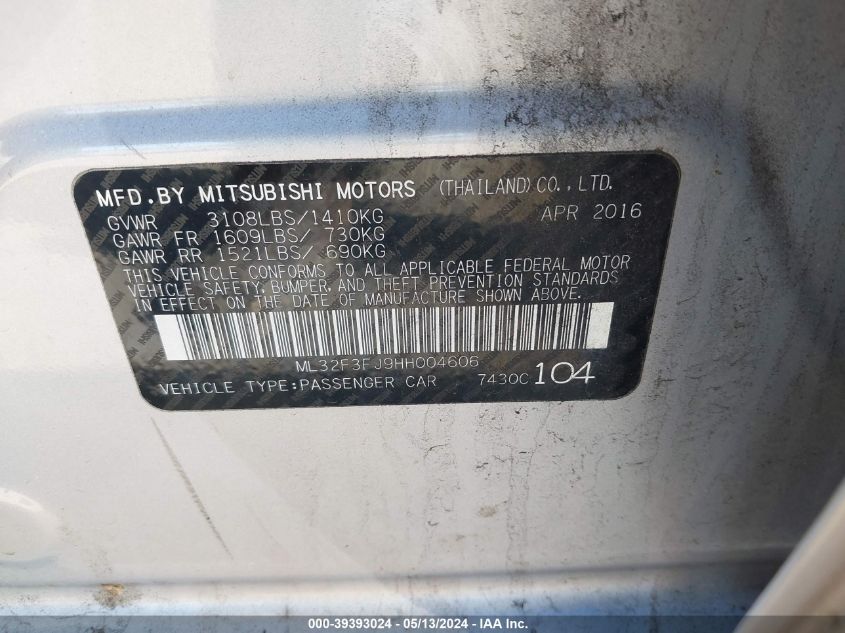 MFD.BY MITSUBISHI MOTORS (THAILAND)CO.,LTD.
GVWR 3108LBS/1410KG APR 2016
GAWR FR 1609LBS/ 730KG
GAWR RR 1521LBS/ 690KG
THIS VEHICLE CONFORMS TO ALL APPLICABLE FEDERAL MOTOR
VEHICLE SAFETY, BUMPER, AND THEFT PREVENTION STANDARDS
IN EFFECT ON THE DATE OF MANUFACTURE SHOWN ABOVE.
ML32F3FJ9HH004606
VEHICLE TYPE:PASSENGER CAR 7430C 104
000-39393024 - 05/13/2024 - IAA Inc.